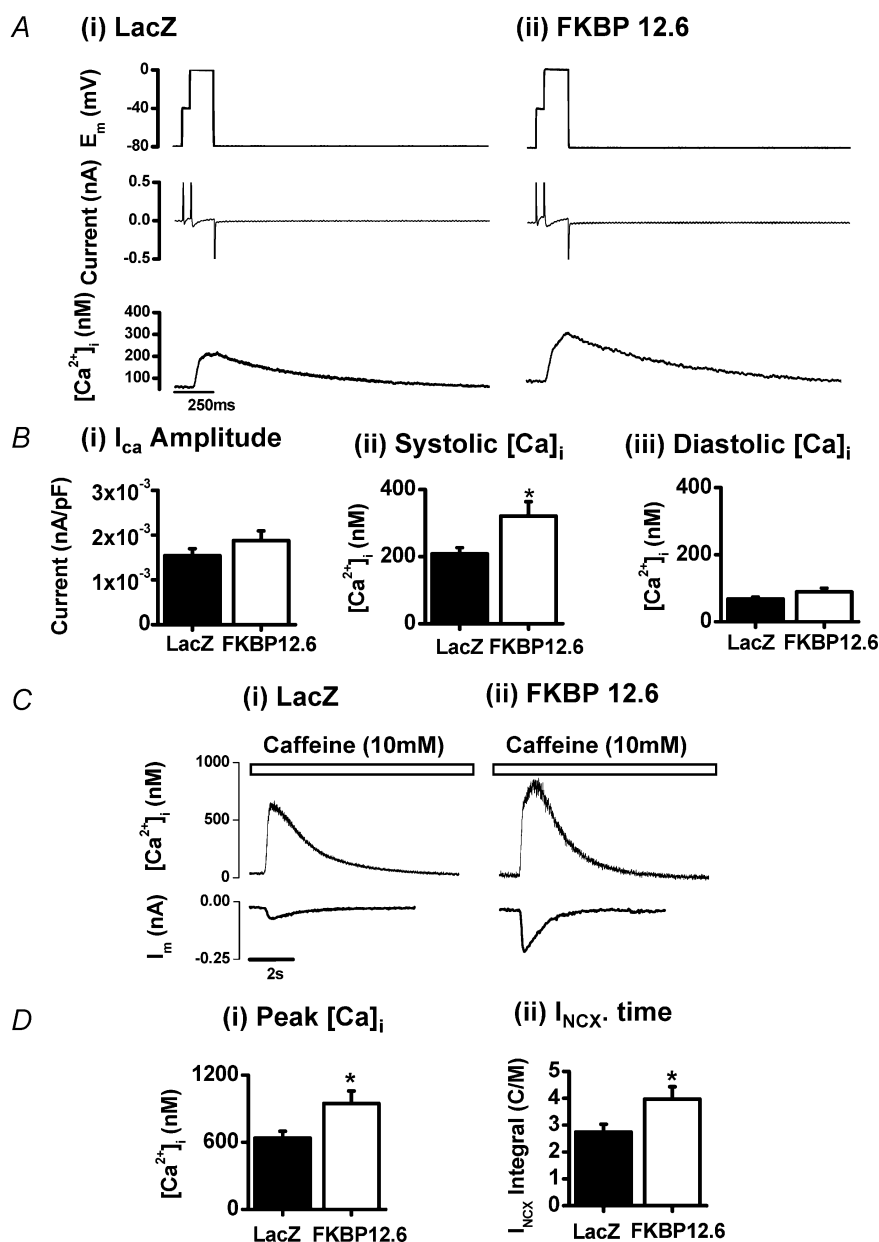 A
(i) LacZ
(ii) FKBP 12.6
Em (mV)
0
-40
-80
Current (nA)
0.5
0.0
-0.5
[Ca2+]i (nM)
400
300
200
100
250ms
B
(i) Ica Amplitude
(ii) Systolic [Ca]i
(iii) Diastolic [Ca]i
Current (nA/pF)
3x10-3
2x10-3
1x10-3
0
LacZ FKBP12.6
[Ca2+]i (nM)
400
200
0
*
LacZ FKBP12.6
[Ca2+]i (nM)
400
200
0
LacZ FKBP12.6
C
(i) LacZ
(ii) FKBP 12.6
Caffeine (10mM)
Caffeine (10mM)
[Ca2+]i (nM)
1000
500
0
Im (nA)
0.00
-0.25
2s
D
(i) Peak [Ca]i
(ii) INCX. time
[Ca2+]i (nM)
1200
600
0
*
LacZ FKBP12.6
INCX Integral (C/M)
5
4
3
2
1
0
*
LacZ FKBP12.6